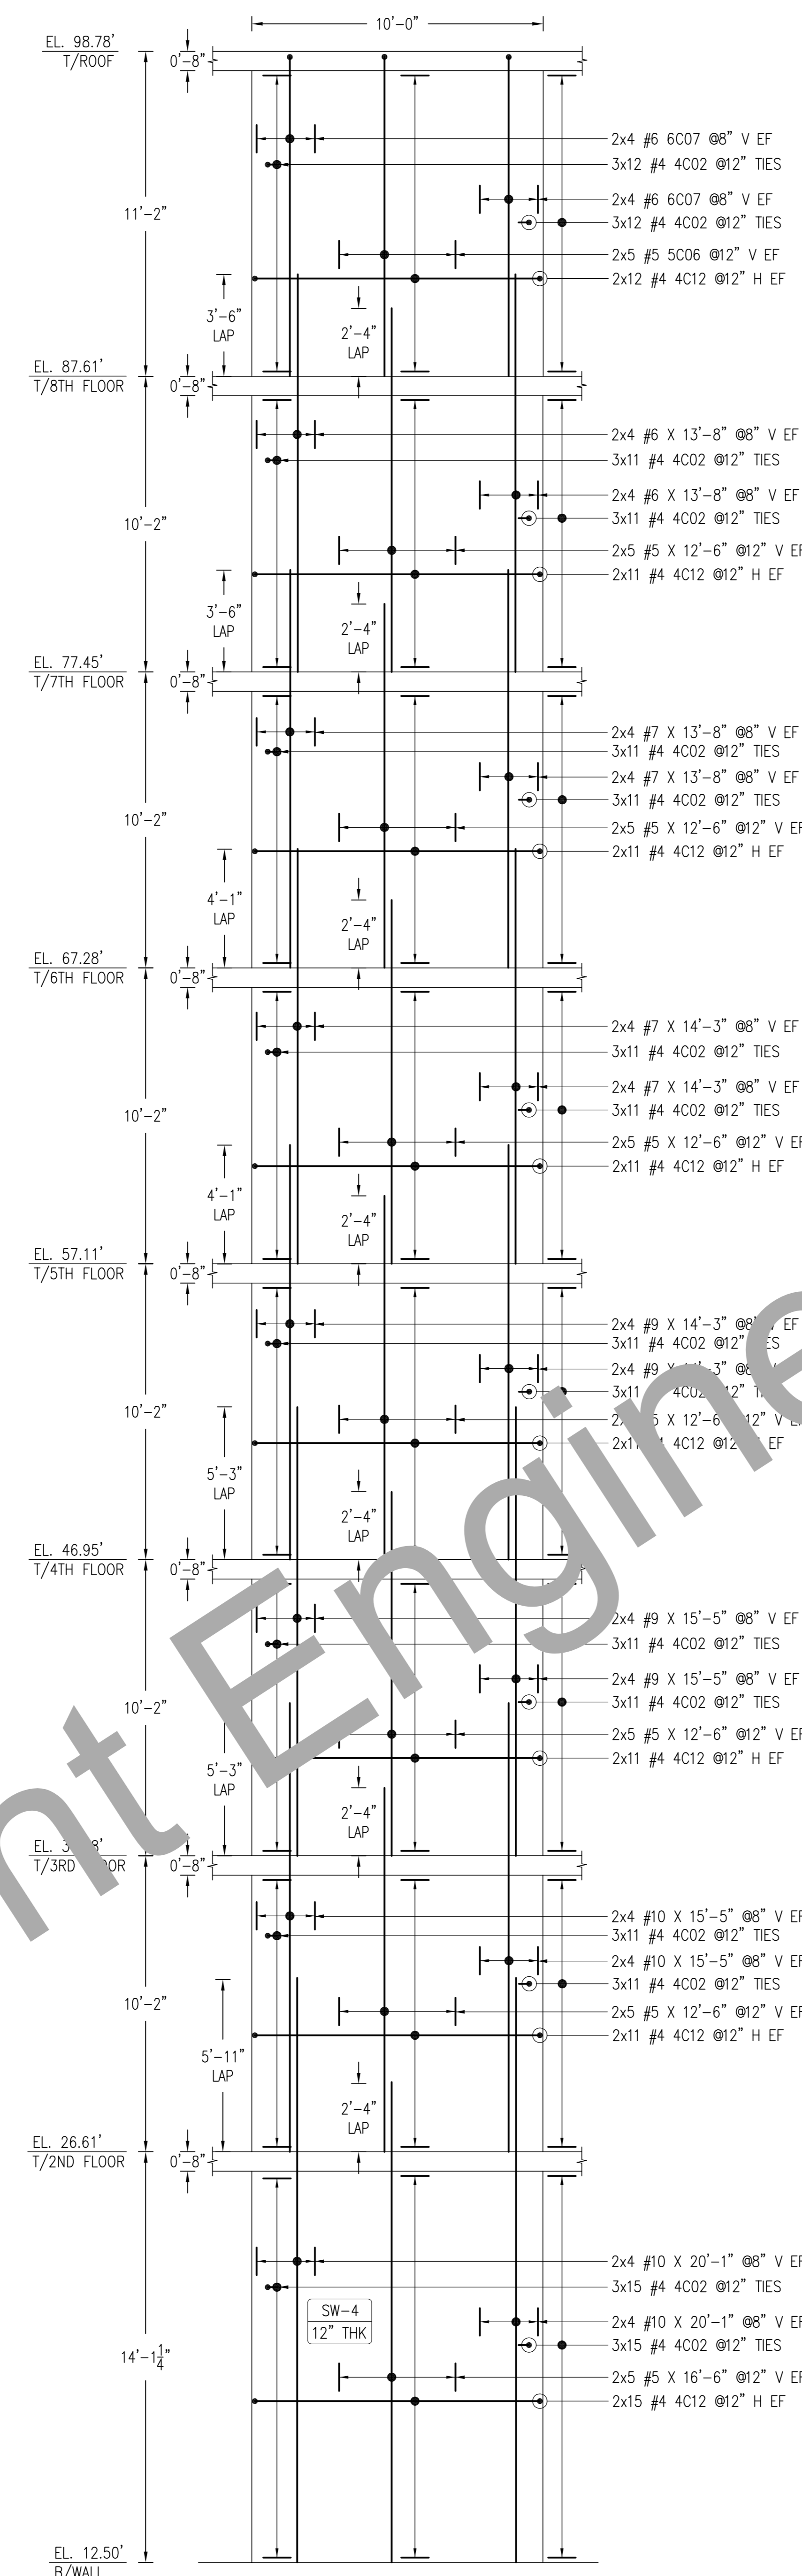 10'-0"
EL. 98.78'
T/ROOF
0'-8"
2x4 #6 6C07 @8" V EF
3x12 #4 4C02 @12" TIES
11'-2"
2x4 #6 6C07 @8" V EF
3x12 #4 4C02 @12" TIES
2x5 #5 5C06 @12" V EF
2x12 #4 4C12 @12" H EF
3'-6"
LAP
2'-4"
LAP
EL. 87.61'
T/8TH FLOOR
0'-8"
2x4 #6 X 13'-8" @8" V EF
3x11 #4 4C02 @12" TIES
10'-2"
2x4 #6 X 13'-8" @8" V EF
3x11 #4 4C02 @12" TIES
2x5 #5 X 12'-6" @12" V EF
2x11 #4 4C12 @12" H EF
3'-6"
LAP
2'-4"
LAP
EL. 77.45'
T/7TH FLOOR
0'-8"
2x4 #7 X 13'-8" @8" V EF
3x11 #4 4C02 @12" TIES
2x4 #7 X 13'-8" @8" V EF
3x11 #4 4C02 @12" TIES
10'-2"
2x5 #5 X 12'-6" @12" V EF
2x11 #4 4C12 @12" H EF
4'-1"
LAP
2'-4"
LAP
EL. 67.28'
T/6TH FLOOR
0'-8"
2x4 #7 X 14'-3" @8" V EF
3x11 #4 4C02 @12" TIES
2x4 #7 X 14'-3" @8" V EF
3x11 #4 4C02 @12" TIES
10'-2"
2x5 #5 X 12'-6" @12" V EF
2x11 #4 4C12 @12" H EF
4'-1"
LAP
2'-4"
LAP
EL. 57.11'
T/5TH FLOOR
0'-8"
2x4 #9 X 14'-3" @8" V EF
3x11 #4 4C02 @12"
2x4 #9
3x11 4C02
10'-2"
X 12'-6"
4C12 @12" EF
5'-3"
LAP
2'-4"
LAP
EL. 46.95'
T/4TH FLOOR
0'-8"
2x4 #9 X 15'-5" @8" V EF
3x11 #4 4C02 @12" TIES
2x4 #9 X 15'-5" @8" V EF
3x11 #4 4C02 @12" TIES
10'-2"
2x5 #5 X 12'-6" @12" V EF
2x11 #4 4C12 @12" H EF
5'-3"
LAP
2'-4"
LAP
EL.
T/3RD
0'-8"
2x4 #10 X 15'-5" @8" V EF
3x11 #4 4C02 @12" TIES
2x4 #10 X 15'-5" @8" V EF
3x11 #4 4C02 @12" TIES
10'-2"
2x5 #5 X 12'-6" @12" V EF
2x11 #4 4C12 @12" H EF
5'-11"
LAP
2'-4"
LAP
EL. 26.61'
T/2ND FLOOR
0'-8"
2x4 #10 X 20'-1" @8" V EF
3x15 #4 4C02 @12" TIES
SW-4
12" THK
2x4 #10 X 20'-1" @8" V EF
3x15 #4 4C02 @12" TIES
14'-1 1/4"
2x5 #5 X 16'-6" @12" V EF
2x15 #4 4C12 @12" H EF
EL. 12.50'
B/WALL